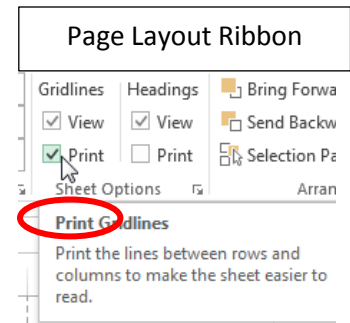 Page Layout Ribbon
Gridlines Headings Bring Forwa
View View Send Backw
Print Print Selection Pa
Sheet Options Arran
Print Gridlines
Print the lines between rows and
columns to make the sheet easier to
read.